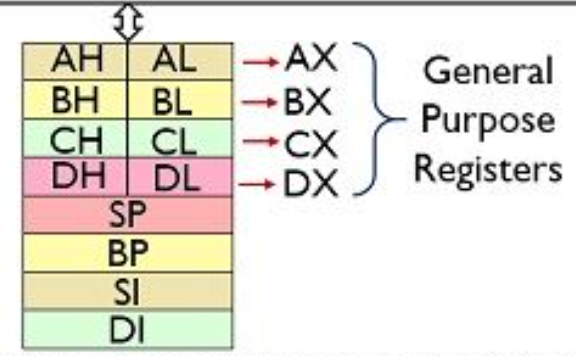 AH AL AX
BH BL BX
CH CL CX
DH DL DX
SP
BP
SI
DI
General
Purpose
Registers